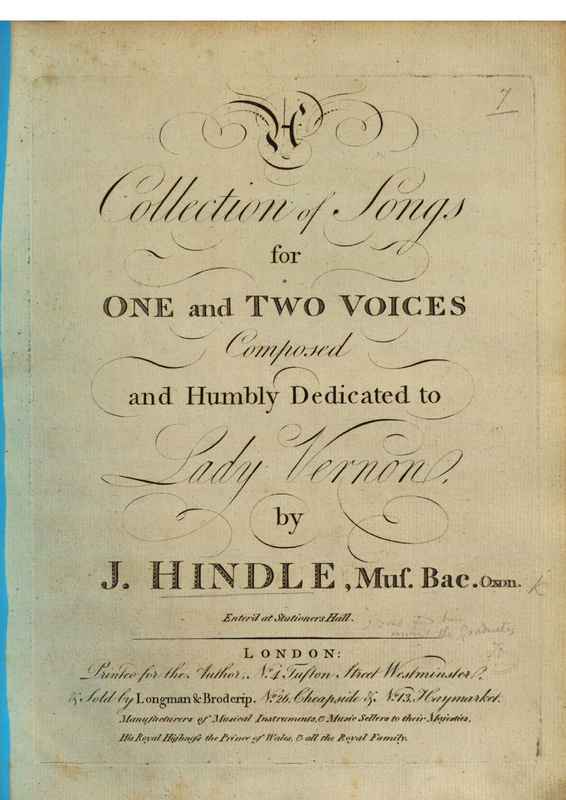 7
A
Collection of Songs
for
ONE and TWO VOICES
Composed
and Humbly Dedicated to
Lady Vernon,
by
J. HINDLE, Muſ. Bac. Oxon.
Enter'd at Stationers Hall.
among the graduates
LONDON:
Printed for the Author, No. 4 Tufton Street Westminster,
& Sold by Longman & Broderip, No. 26, Cheapside & No. 13, Haymarket,
Manufacturers of Musical Instruments, & Music Sellers to their Majesties,
His Royal Highneſs the Prince of Wales, & all the Royal Family.